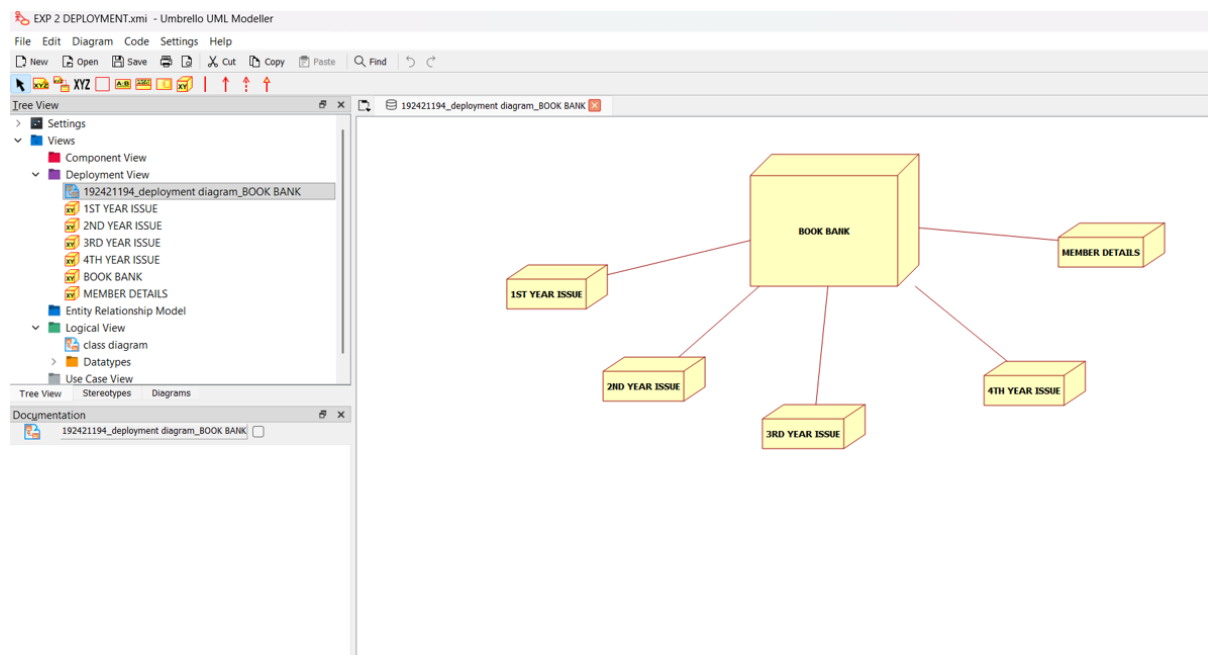 EXP 2 DEPLOYMENT.xmi - Umbrello UML Modeller
File Edit Diagram Code Settings Help
New Open Save Cut Copy Paste Find
XYZ XYZ A:B ABC XY
Tree View
Settings
Views
Component View
Deployment View
192421194_deployment diagram_BOOK BANK
1ST YEAR ISSUE
2ND YEAR ISSUE
3RD YEAR ISSUE
4TH YEAR ISSUE
BOOK BANK
MEMBER DETAILS
Entity Relationship Model
Logical View
class diagram
Datatypes
Use Case View
Tree View Stereotypes Diagrams
Documentation
192421194_deployment diagram_BOOK BANK
192421194_deployment diagram_BOOK BANK
BOOK BANK
MEMBER DETAILS
1ST YEAR ISSUE
2ND YEAR ISSUE
4TH YEAR ISSUE
3RD YEAR ISSUE